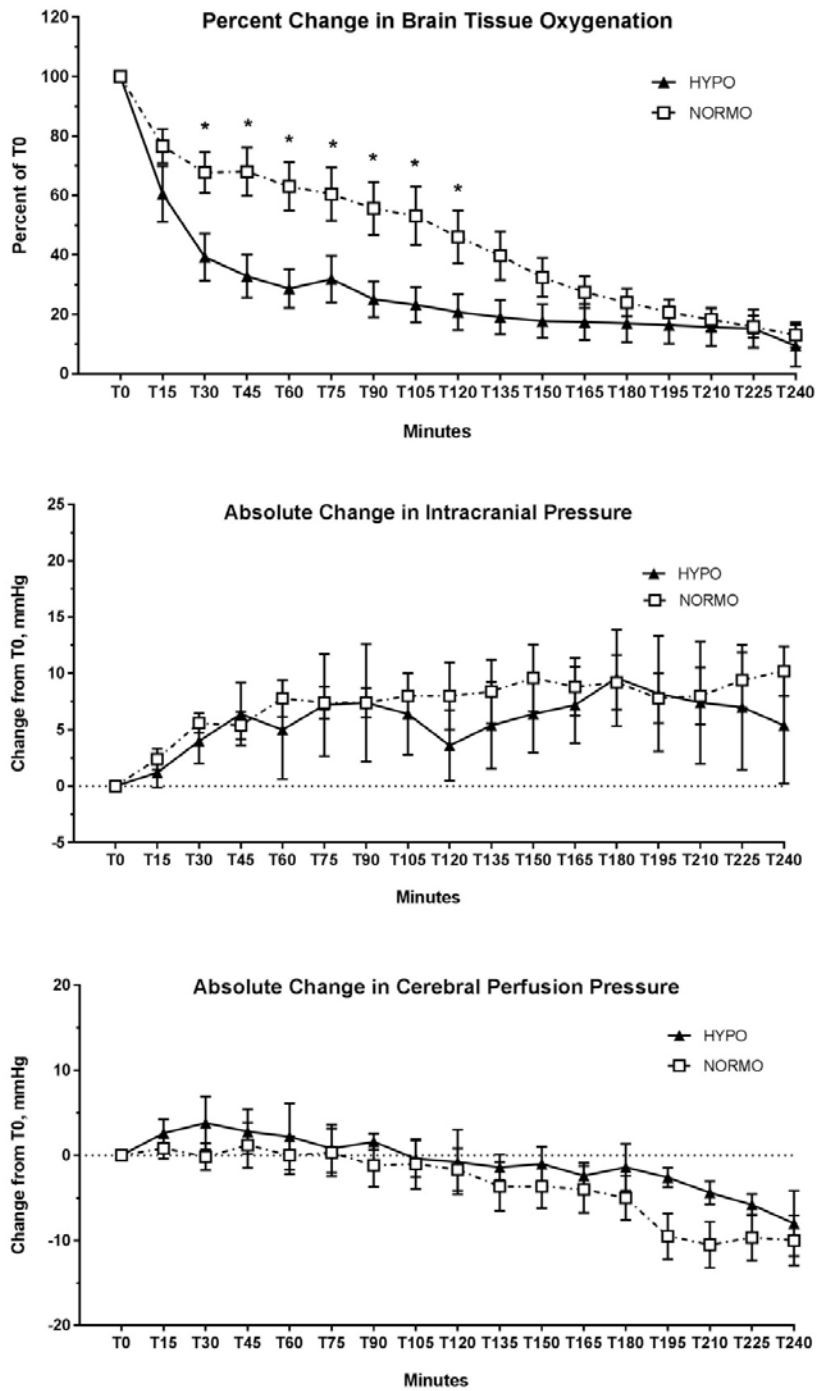 Percent Change in Brain Tissue Oxygenation
120
100
80
60
40
20
0
Percent of T0
HYPO
NORMO
* * * * * * *
T0 T15 T30 T45 T60 T75 T90 T105 T120 T135 T150 T165 T180 T195 T210 T225 T240
Minutes
Absolute Change in Intracranial Pressure
25
20
15
10
5
0
-5
Change from T0, mmHg
HYPO
NORMO
T0 T15 T30 T45 T60 T75 T90 T105 T120 T135 T150 T165 T180 T195 T210 T225 T240
Minutes
Absolute Change in Cerebral Perfusion Pressure
20
10
0
-10
-20
Change from T0, mmHg
HYPO
NORMO
T0 T15 T30 T45 T60 T75 T90 T105 T120 T135 T150 T165 T180 T195 T210 T225 T240
Minutes